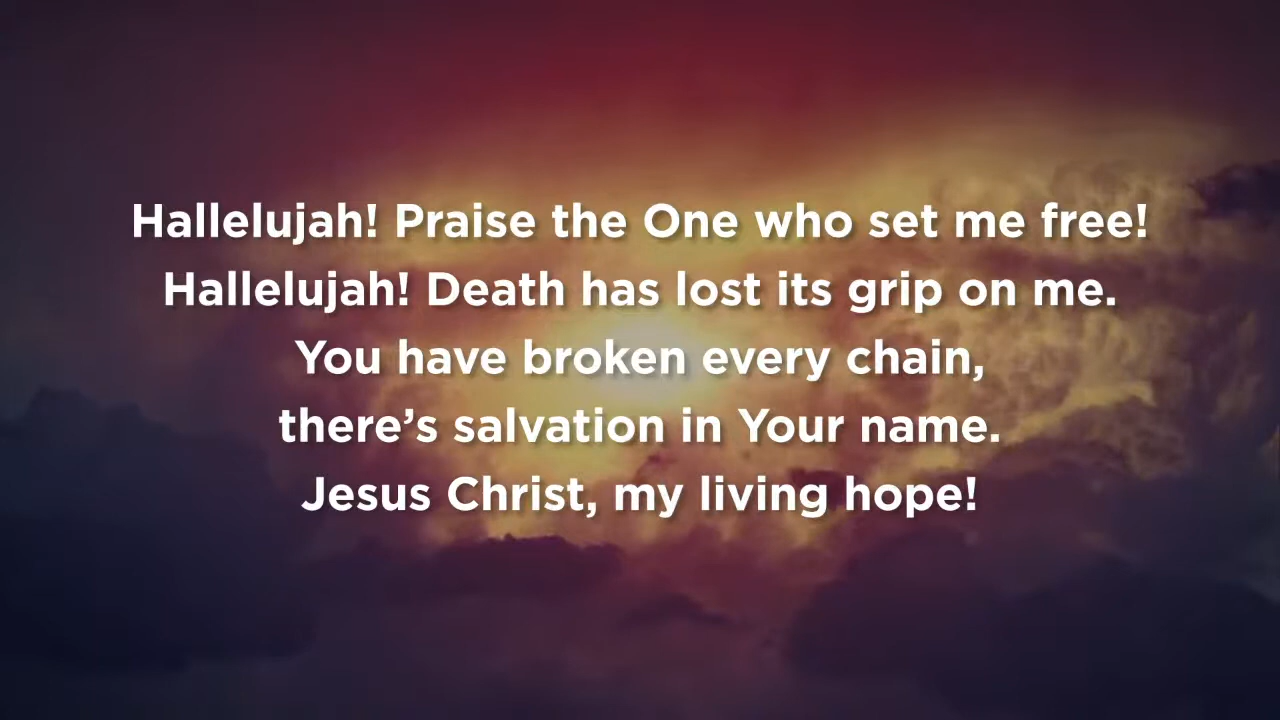 Hallelujah! Praise the One who set me free!
Hallelujah! Death has lost its grip on me.
You have broken every chain,
there’s salvation in Your name.
Jesus Christ, my living hope!